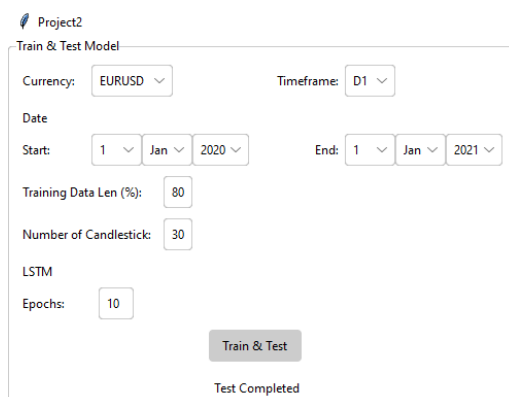 Project2
Train & Test Model
Currency: EURUSD Timeframe: D1
Date
Start: 1 Jan 2020 End: 1 Jan 2021
Training Data Len (%): 80
Number of Candlestick: 30
LSTM
Epochs: 10
Train & Test
Test Completed